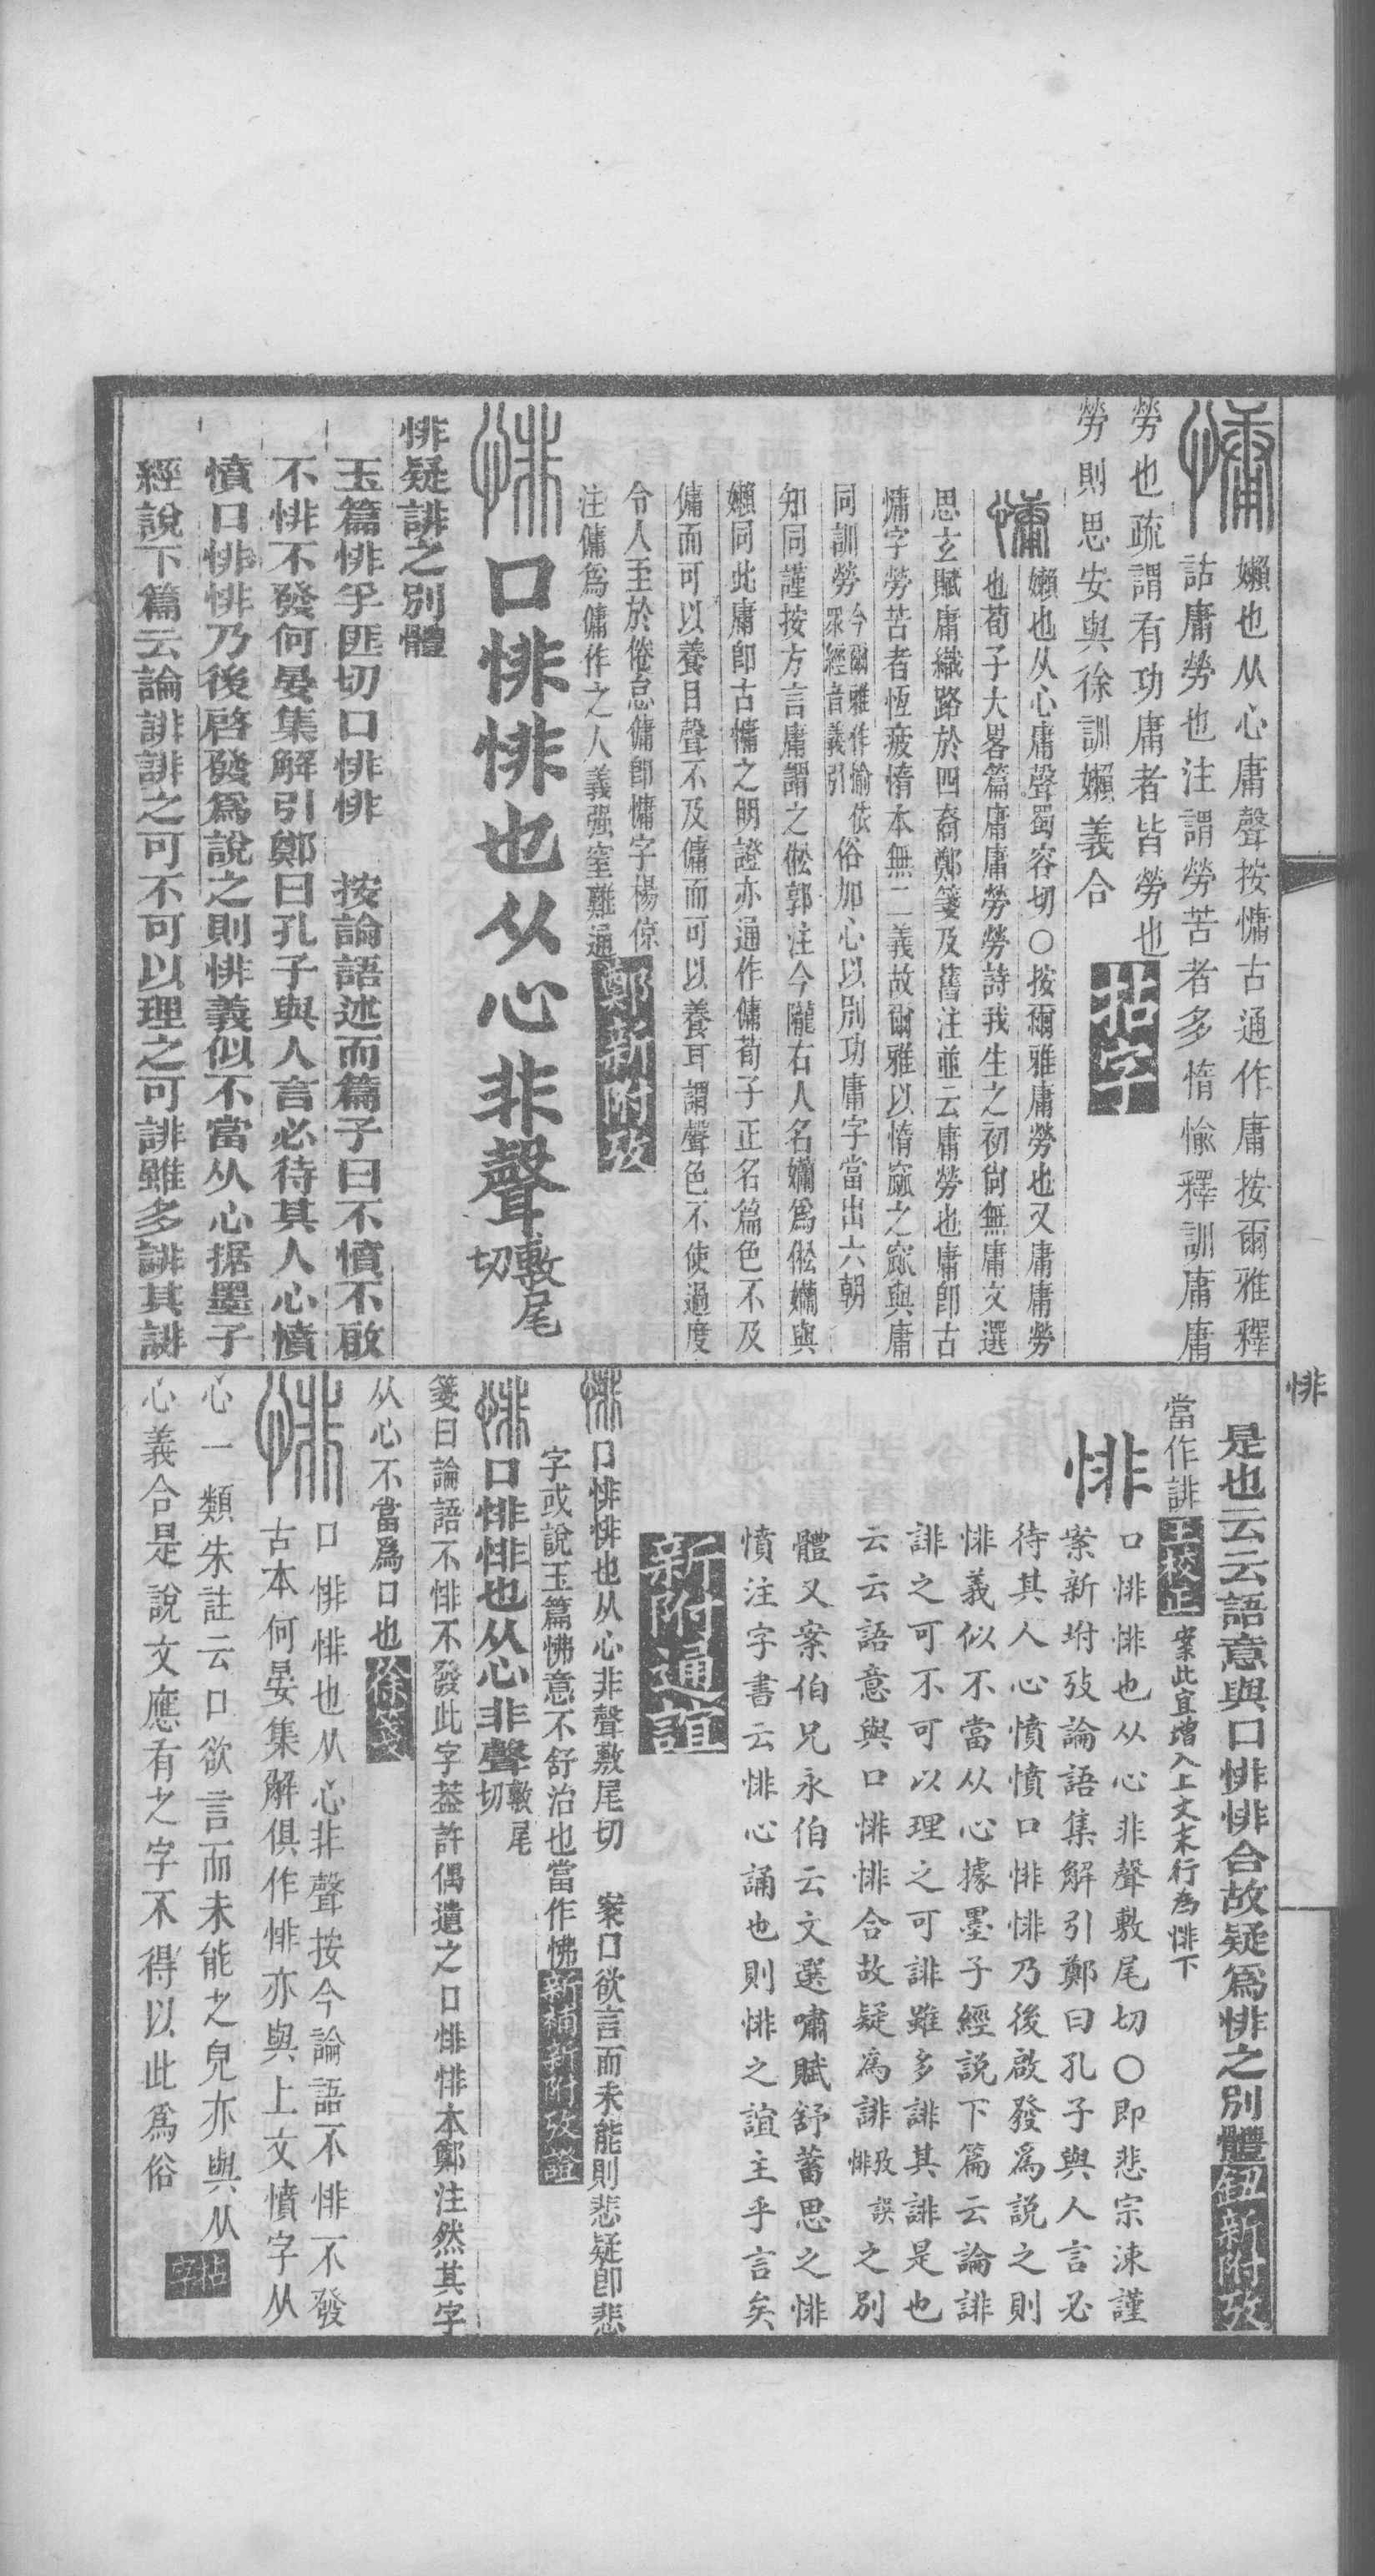 慵
嬾也从心庸聲按慵古通作庸按爾雅釋
詁庸勞也注謂勞苦者多惰愉釋訓庸庸
勞也疏謂有功庸者皆勞也
勞則思安與徐訓嬾義合
拈字
慵
嬾也从心庸聲蜀容切○按爾雅庸勞也又庸庸勞
也荀子大畧篇庸庸勞勞詩我生之初尙無庸文選
思玄賦庸織路於四裔鄭箋及舊注並云庸勞也庸卽古
慵字勞苦者恆疲惰本無二義故爾雅以惰窳之窳與庸
同訓勞今爾雅作愉依眾經音義引俗加心以別功庸字當出六朝
知同謹按方言庸謂之倯郭注今隴右人名孏爲倯孏與
嬾同此庸卽古慵之明證亦通作傭荀子正名篇色不及
傭而可以養目聲不及傭而可以養耳謂聲色不使過度
令人至於倦怠傭卽慵字楊倞
注傭爲傭作之人義强窒難通
鄭新附攷
悱
口悱悱也从心非聲敷尾切
悱疑誹之別體
玉篇悱孚匪切口悱悱　按論語述而篇子曰不憤不啟
不悱不發何晏集解引鄭曰孔子與人言必待其人心憤
憤口悱悱乃後啓發爲說之則悱義似不當从心据墨子
經說下篇云論誹誹之可不可以理之可誹雖多誹其誹
悱
是也云云語意與口悱悱合故疑爲悱之別體鈕新附攷
當作誹王校正案此宜增入上文末行為悱下
悱
口悱悱也从心非聲敷尾切○即悲宗涑謹
案新坿攷論語集解引鄭曰孔子與人言必
待其人心憤憤口悱悱乃後啟發爲說之則
悱義似不當从心據墨子經說下篇云論誹
誹之可不可以理之可誹雖多誹其誹是也
云云語意與口悱悱合故疑為誹攷誤悱之別
體又案伯兄永伯云文選嘯賦舒蓄思之悱
憤注字書云悱心誦也則悱之誼主乎言矣
新附通誼
悱
口悱悱也从心非聲敷尾切　案口欲言而未能則悲疑卽悲
字或說玉篇怫意不舒治也當作怫新補新附攷證
悱
口悱悱也从心非聲敷尾切
箋曰論語不悱不發此字葢許偶遺之口悱悱本鄭注然其字
从心不當爲口也徐箋
悱
口悱悱也从心非聲按今論語不悱不發
古本何晏集解俱作悱亦與上文憤字从
心一類朱註云口欲言而未能之皃亦與从
心義合是說文應有之字不得以此爲俗
拈字